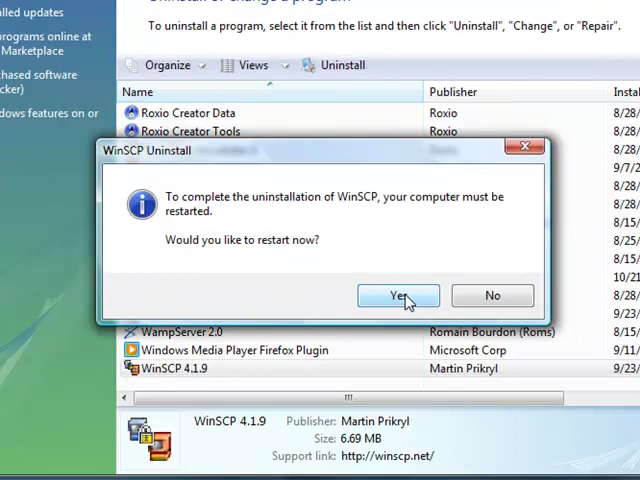 alled updates
programs online at
Marketplace
chased software
cker)
dows features on or
Uninstall or change a program
To uninstall a program, select it from the list and then click "Uninstall", "Change", or "Repair".
Organize Views Uninstall
Name Publisher Instal
Roxio Creator Data Roxio 8/28/
Roxio Creator Tools Roxio 8/28/
8/28/
9/7/2
WinSCP Uninstall
To complete the uninstallation of WinSCP, your computer must be
restarted.
Would you like to restart now?
Yes No
8/28/
8/25/
8/15/
8/15/
10/21
8/28/
9/23/
WampServer 2.0 Romain Bourdon (Roms) 8/15/
Windows Media Player Firefox Plugin Microsoft Corp 9/11/
WinSCP 4.1.9 Martin Prikryl 9/23/
WinSCP 4.1.9 Publisher: Martin Prikryl
Size: 6.69 MB
Support link: http://winscp.net/